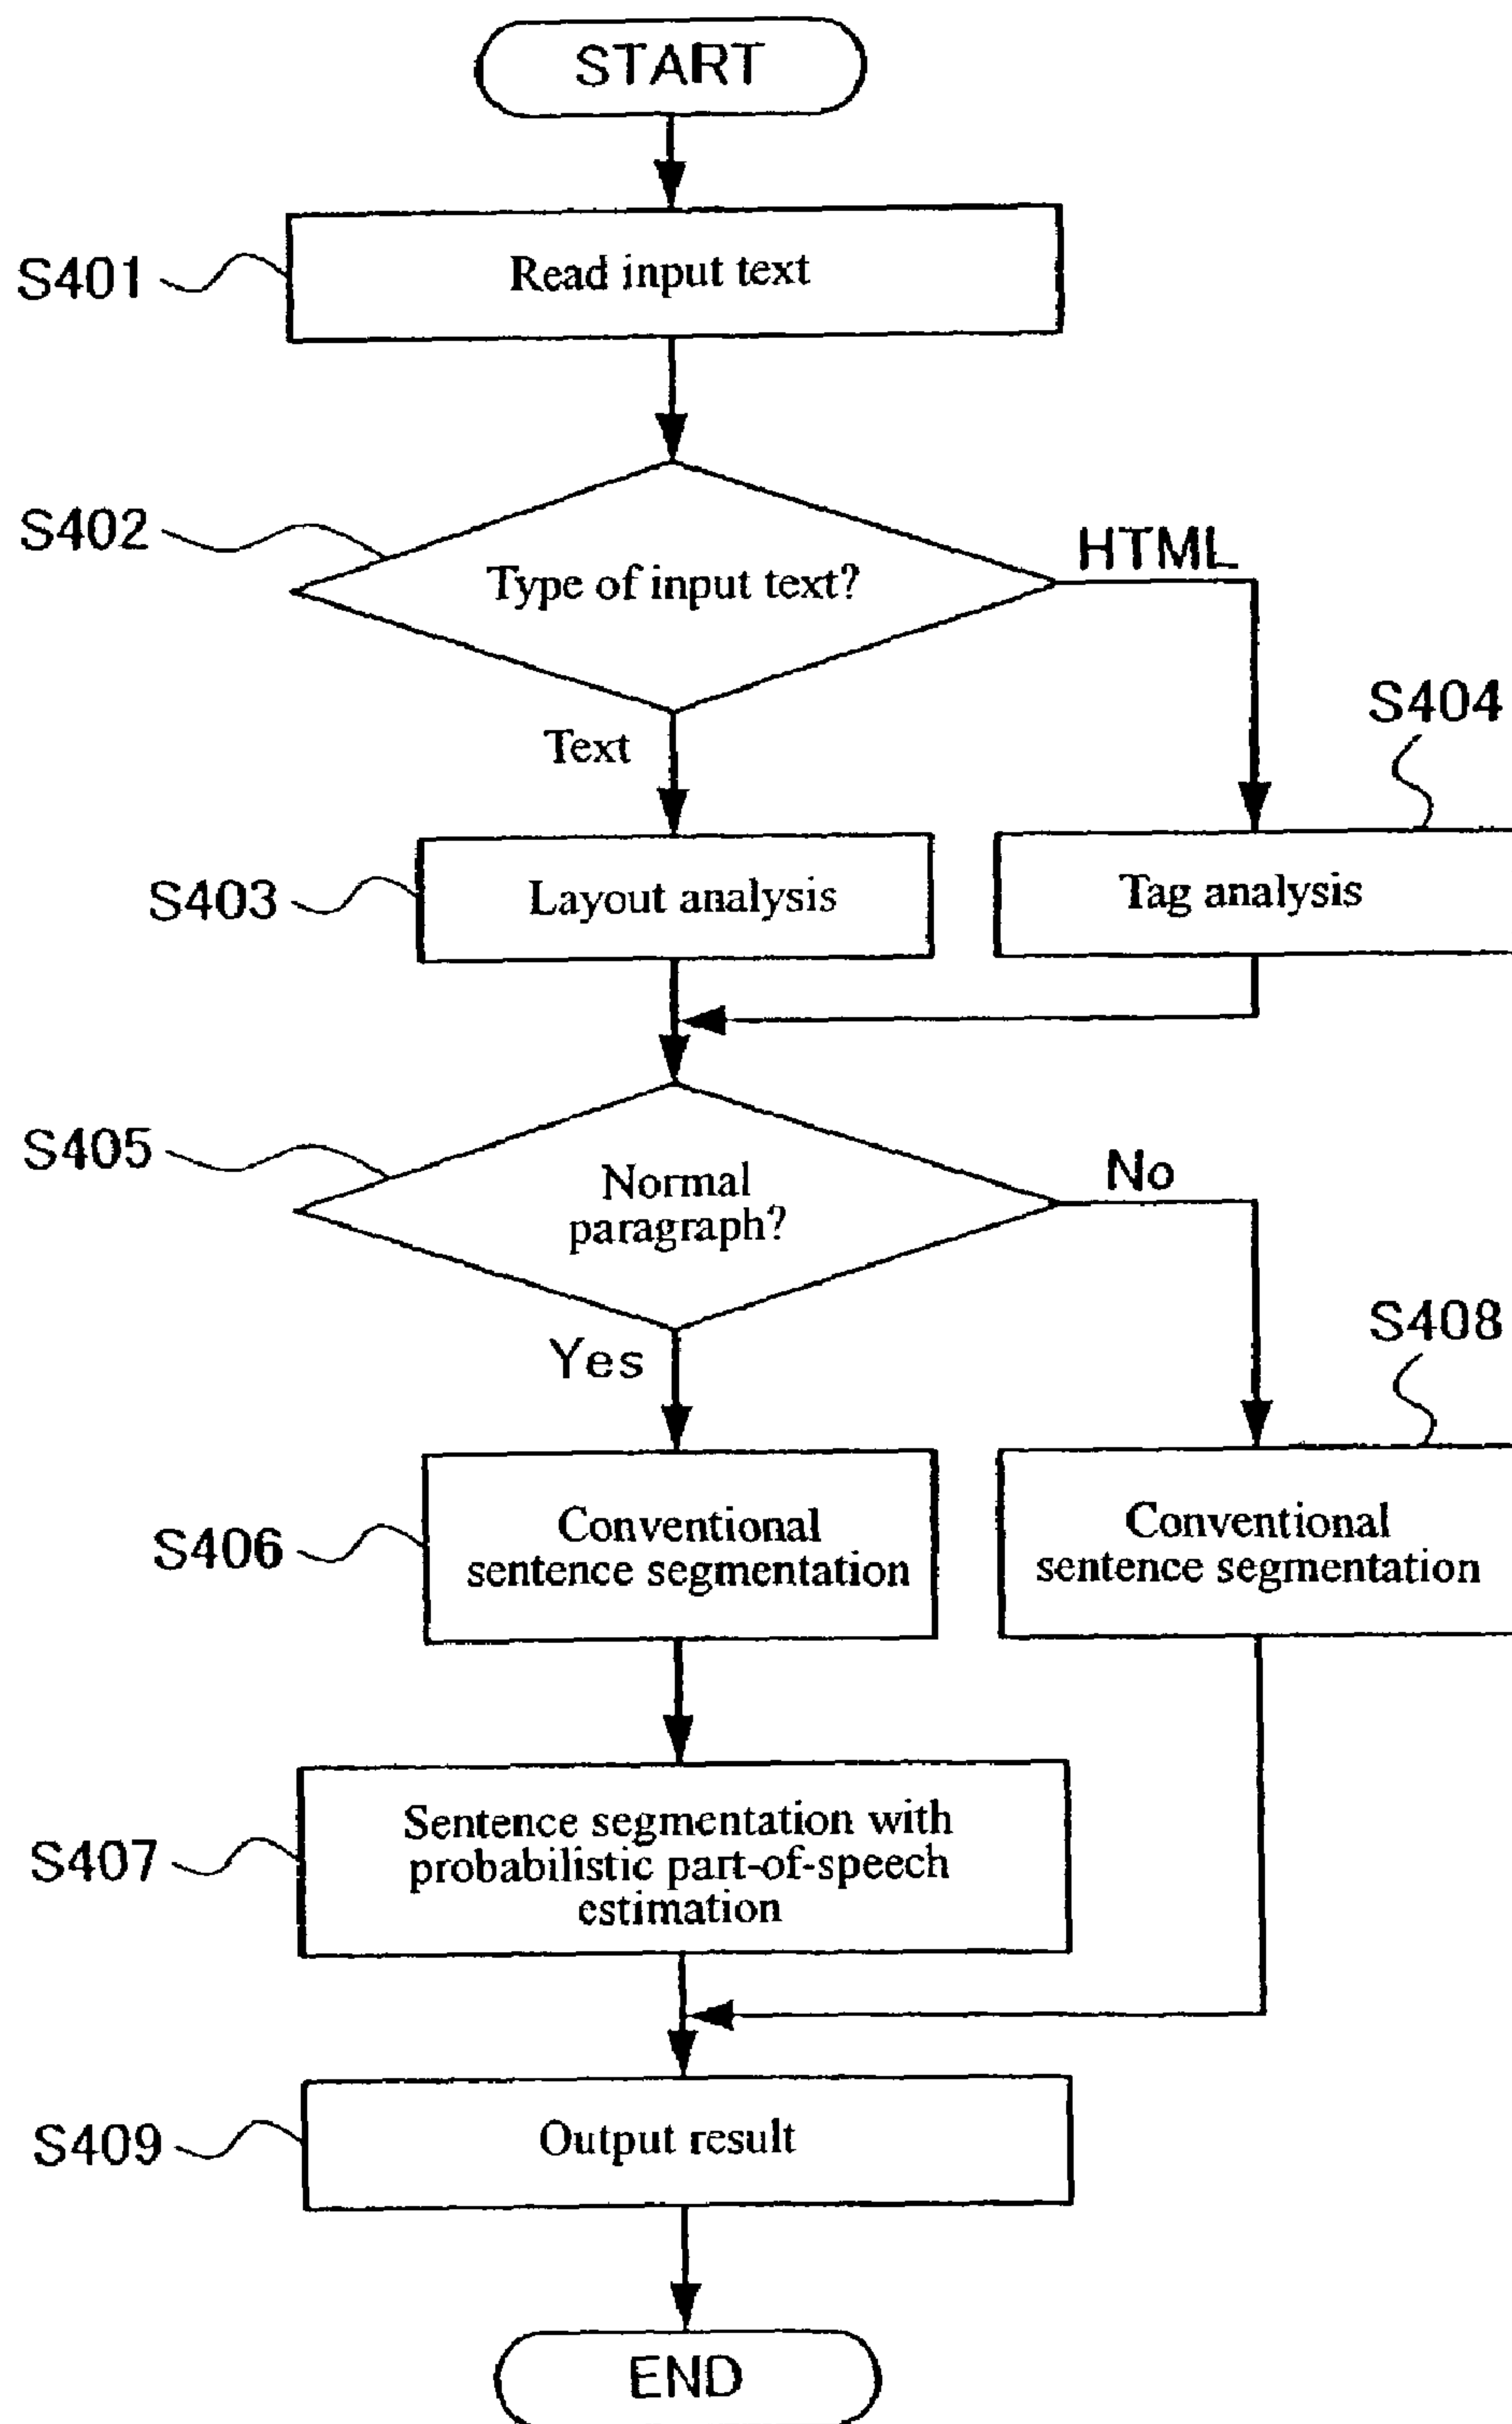 START
S401
Read input text
S402
Type of input text?
HTML
Text
S404
S403
Layout analysis
Tag analysis
S405
Normal
paragraph?
No
Yes
S408
S406
Conventional
sentence segmentation
Conventional
sentence segmentation
S407
Sentence segmentation with
probabilistic part-of-speech
estimation
S409
Output result
END